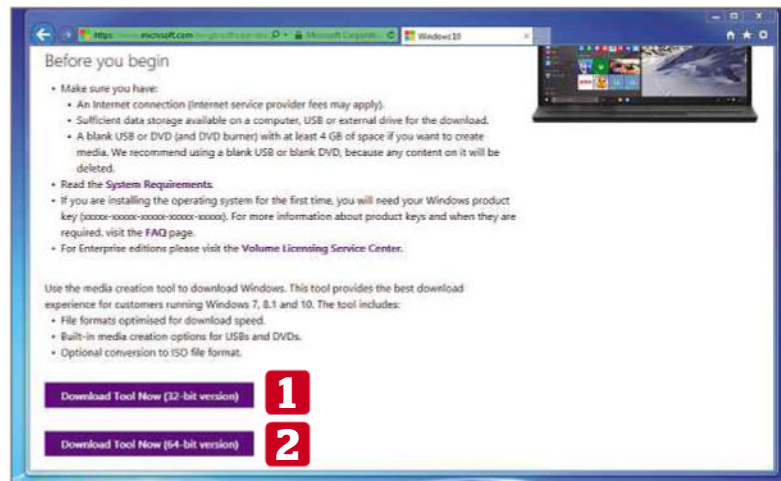 microsoft.com
Microsoft Corporati...
Windows 10
Before you begin
• Make sure you have:
• An Internet connection (Internet service provider fees may apply).
• Sufficient data storage available on a computer, USB or external drive for the download.
• A blank USB or DVD (and DVD burner) with at least 4 GB of space if you want to create
media. We recommend using a blank USB or blank DVD, because any content on it will be
deleted.
• Read the System Requirements.
• If you are installing the operating system for the first time, you will need your Windows product
key (xxxxx-xxxxx-xxxxx-xxxxx-xxxxx). For more information about product keys and when they are
required, visit the FAQ page.
• For Enterprise editions please visit the Volume Licensing Service Center.
Use the media creation tool to download Windows. This tool provides the best download
experience for customers running Windows 7, 8.1 and 10. The tool includes:
• File formats optimised for download speed.
• Built-in media creation options for USBs and DVDs.
• Optional conversion to ISO file format.
Download Tool Now (32-bit version) 1
Download Tool Now (64-bit version) 2